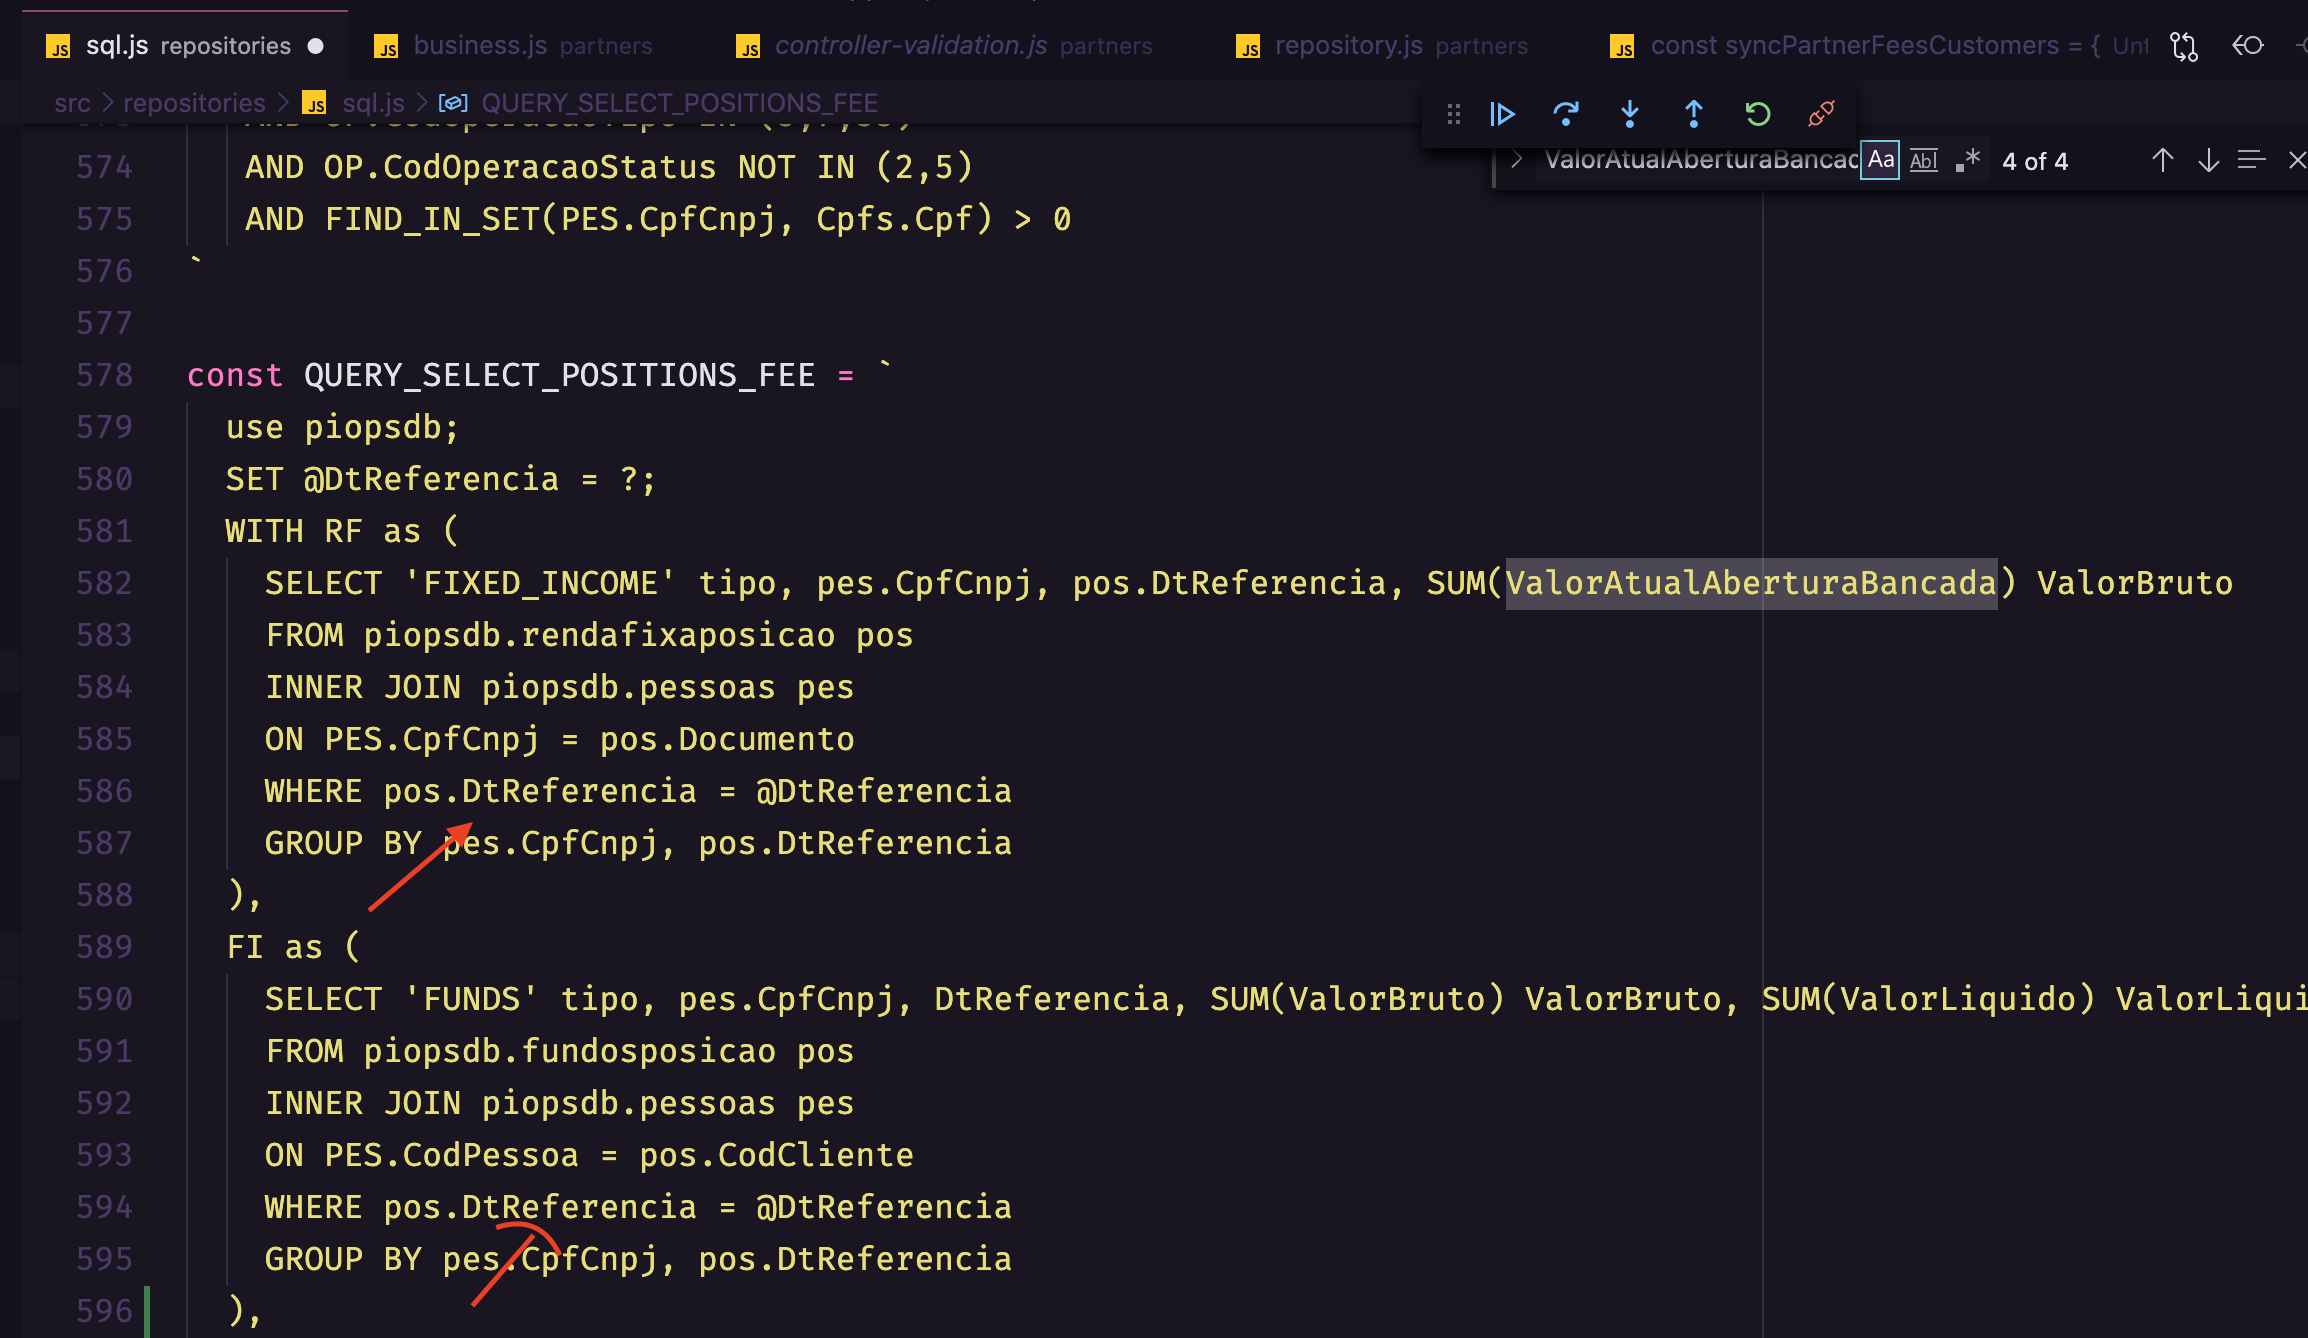 JS sql.js repositories
JS business.js partners
JS controller-validation.js partners
JS repository.js partners
JS const syncPartnerFeesCustomers = {
src > repositories > JS sql.js > QUERY_SELECT_POSITIONS_FEE
> ValorAtualAberturaBancad Aa Abl .* 4 of 4
574 AND OP.CodOperacaoStatus NOT IN (2,5)
575 AND FIND_IN_SET(PES.CpfCnpj, Cpfs.Cpf) > 0
576 `
577
578 const QUERY_SELECT_POSITIONS_FEE = `
579 use piopsdb;
580 SET @DtReferencia = ?;
581 WITH RF as (
582 SELECT 'FIXED_INCOME' tipo, pes.CpfCnpj, pos.DtReferencia, SUM(ValorAtualAberturaBancada) ValorBruto
583 FROM piopsdb.rendafixaposicao pos
584 INNER JOIN piopsdb.pessoas pes
585 ON PES.CpfCnpj = pos.Documento
586 WHERE pos.DtReferencia = @DtReferencia
587 GROUP BY pes.CpfCnpj, pos.DtReferencia
588 ),
589 FI as (
590 SELECT 'FUNDS' tipo, pes.CpfCnpj, DtReferencia, SUM(ValorBruto) ValorBruto, SUM(ValorLiquido) ValorLiqui
591 FROM piopsdb.fundosposicao pos
592 INNER JOIN piopsdb.pessoas pes
593 ON PES.CodPessoa = pos.CodCliente
594 WHERE pos.DtReferencia = @DtReferencia
595 GROUP BY pes.CpfCnpj, pos.DtReferencia
596 ),